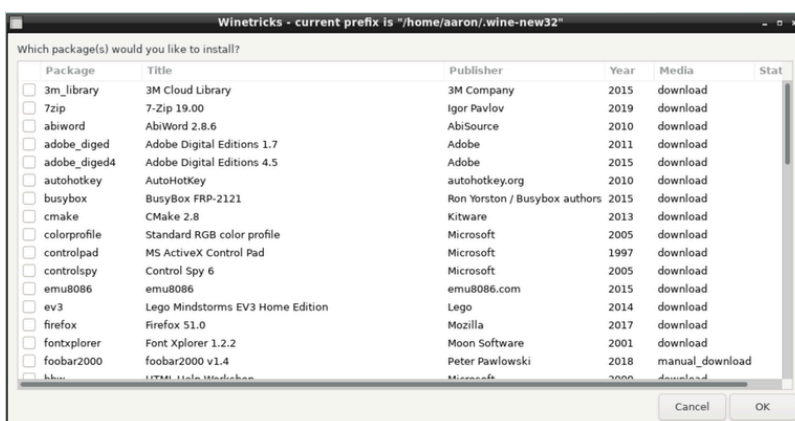 Winetricks - current prefix is "/home/aaron/.wine-new32"
Which package(s) would you like to install?
Package Title Publisher Year Media Stat
3m_library 3M Cloud Library 3M Company 2015 download
7zip 7-Zip 19.00 Igor Pavlov 2019 download
abiword AbiWord 2.8.6 AbiSource 2010 download
adobe_diged Adobe Digital Editions 1.7 Adobe 2011 download
adobe_diged4 Adobe Digital Editions 4.5 Adobe 2015 download
autohotkey AutoHotKey autohotkey.org 2010 download
busybox BusyBox FRP-2121 Ron Yorston / Busybox authors 2015 download
cmake CMake 2.8 Kitware 2013 download
colorprofile Standard RGB color profile Microsoft 2005 download
controlpad MS ActiveX Control Pad Microsoft 1997 download
controlspy Control Spy 6 Microsoft 2005 download
emu8086 emu8086 emu8086.com 2015 download
ev3 Lego Mindstorms EV3 Home Edition Lego 2014 download
firefox Firefox 51.0 Mozilla 2017 download
fontxplorer Font Xplorer 1.2.2 Moon Software 2001 download
foobar2000 foobar2000 v1.4 Peter Pawlowski 2018 manual_download
HTML Help Workshop Microsoft 2000 download
Cancel OK